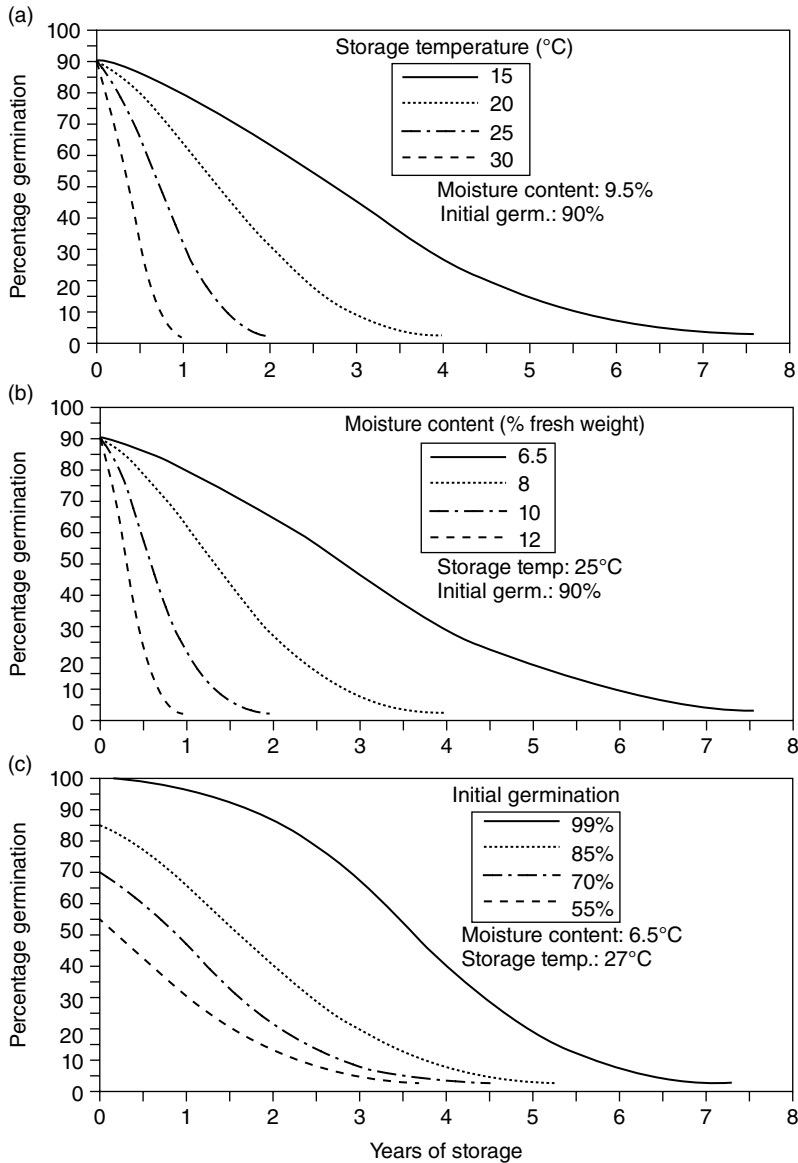 (a)
Percentage germination
100
90
80
70
60
50
40
30
20
10
0
Storage temperature (°C)
15
20
25
30
Moisture content: 9.5%
Initial germ.: 90%
0 1 2 3 4 5 6 7 8
(b)
Percentage germination
100
90
80
70
60
50
40
30
20
10
0
Moisture content (% fresh weight)
6.5
8
10
12
Storage temp: 25°C
Initial germ.: 90%
0 1 2 3 4 5 6 7 8
(c)
Percentage germination
100
90
80
70
60
50
40
30
20
10
0
Initial germination
99%
85%
70%
55%
Moisture content: 6.5°C
Storage temp.: 27°C
0 1 2 3 4 5 6 7 8
Years of storage